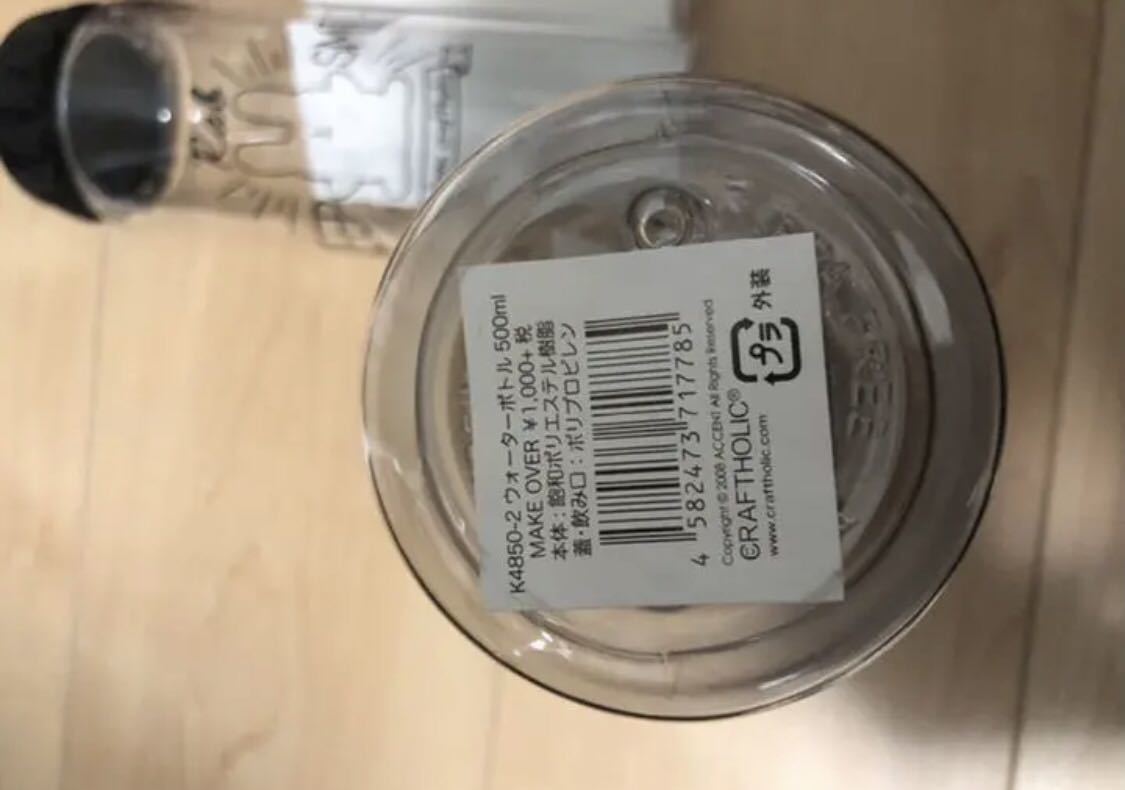 K4850-2 ウォーターボトル 500ml
MAKE OVER ¥1,000+ 税
本体：飽和ポリエステル樹脂
蓋・飲み口：ポリプロピレン
4 582473 717785
Copyright © 2008 ACCENT All Rights Reserved
CRAFTHOLIC®
www.craftholic.com
プラ 外装
Rab